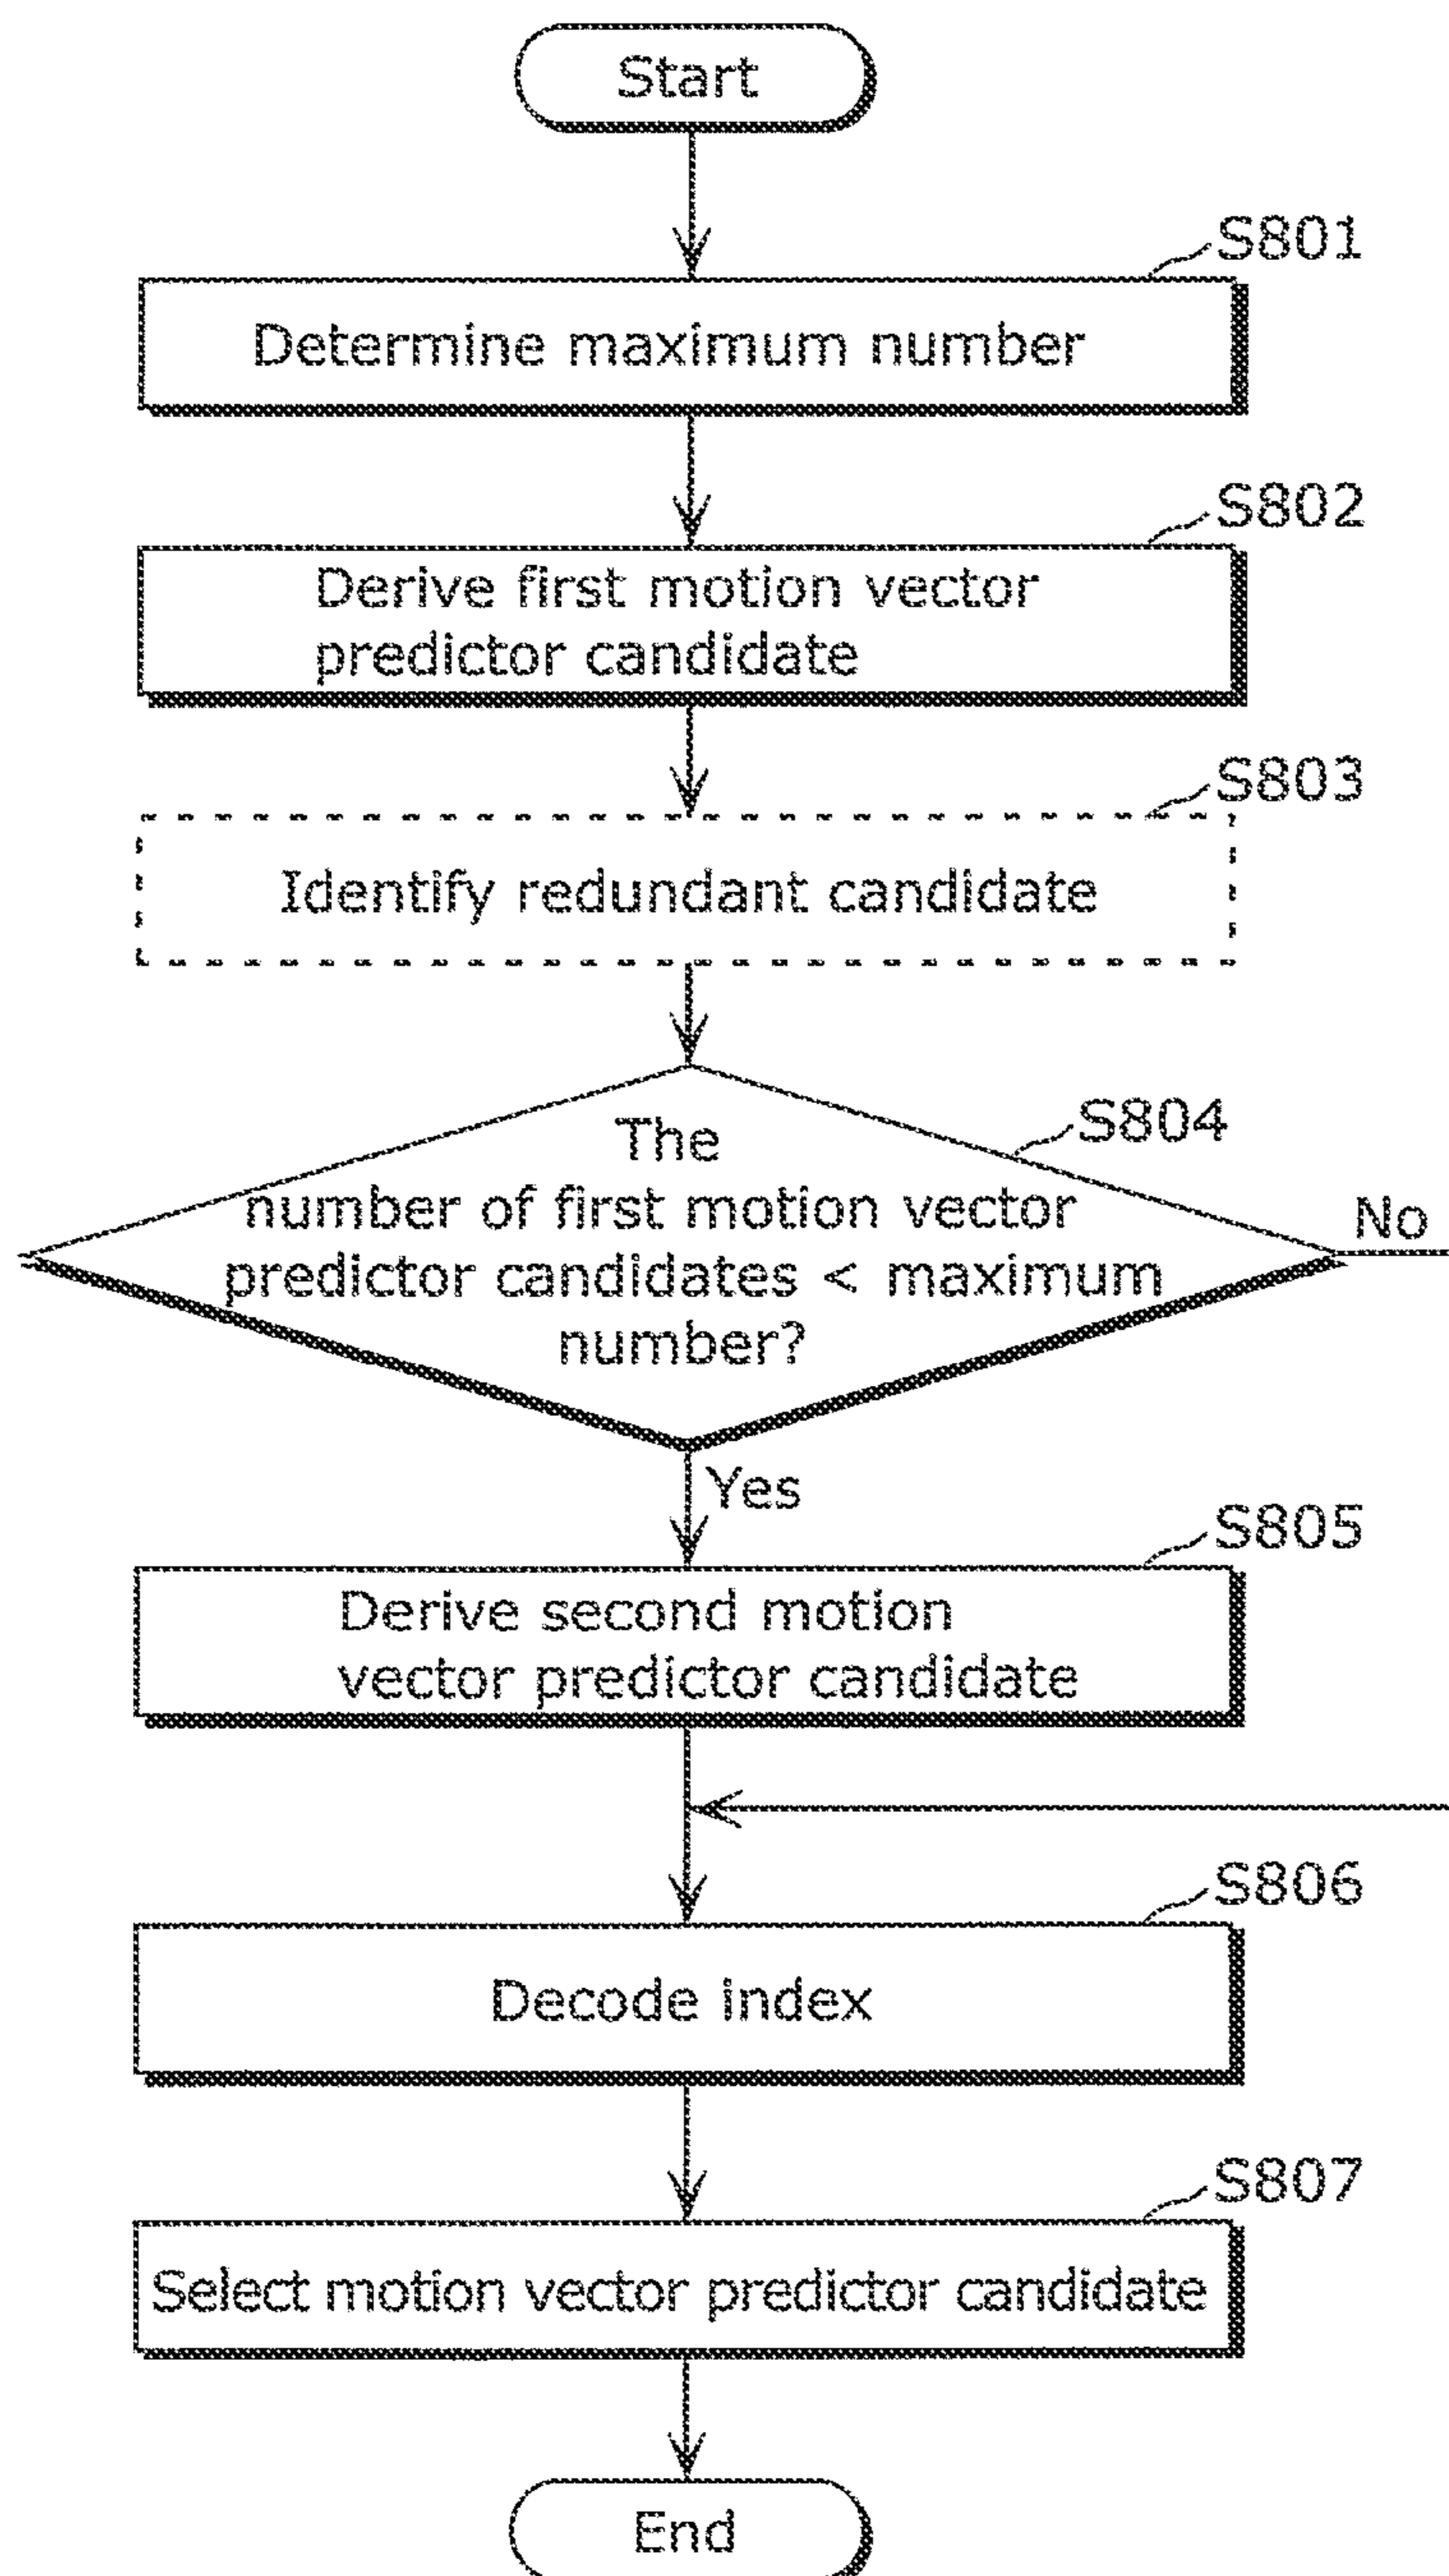 Start
S801
Determine maximum number
S802
Derive first motion vector
predictor candidate
S803
Identify redundant candidate
S804
The
number of first motion vector
predictor candidates < maximum
number?
No
Yes
S805
Derive second motion
vector predictor candidate
S806
Decode index
S807
Select motion vector predictor candidate
End